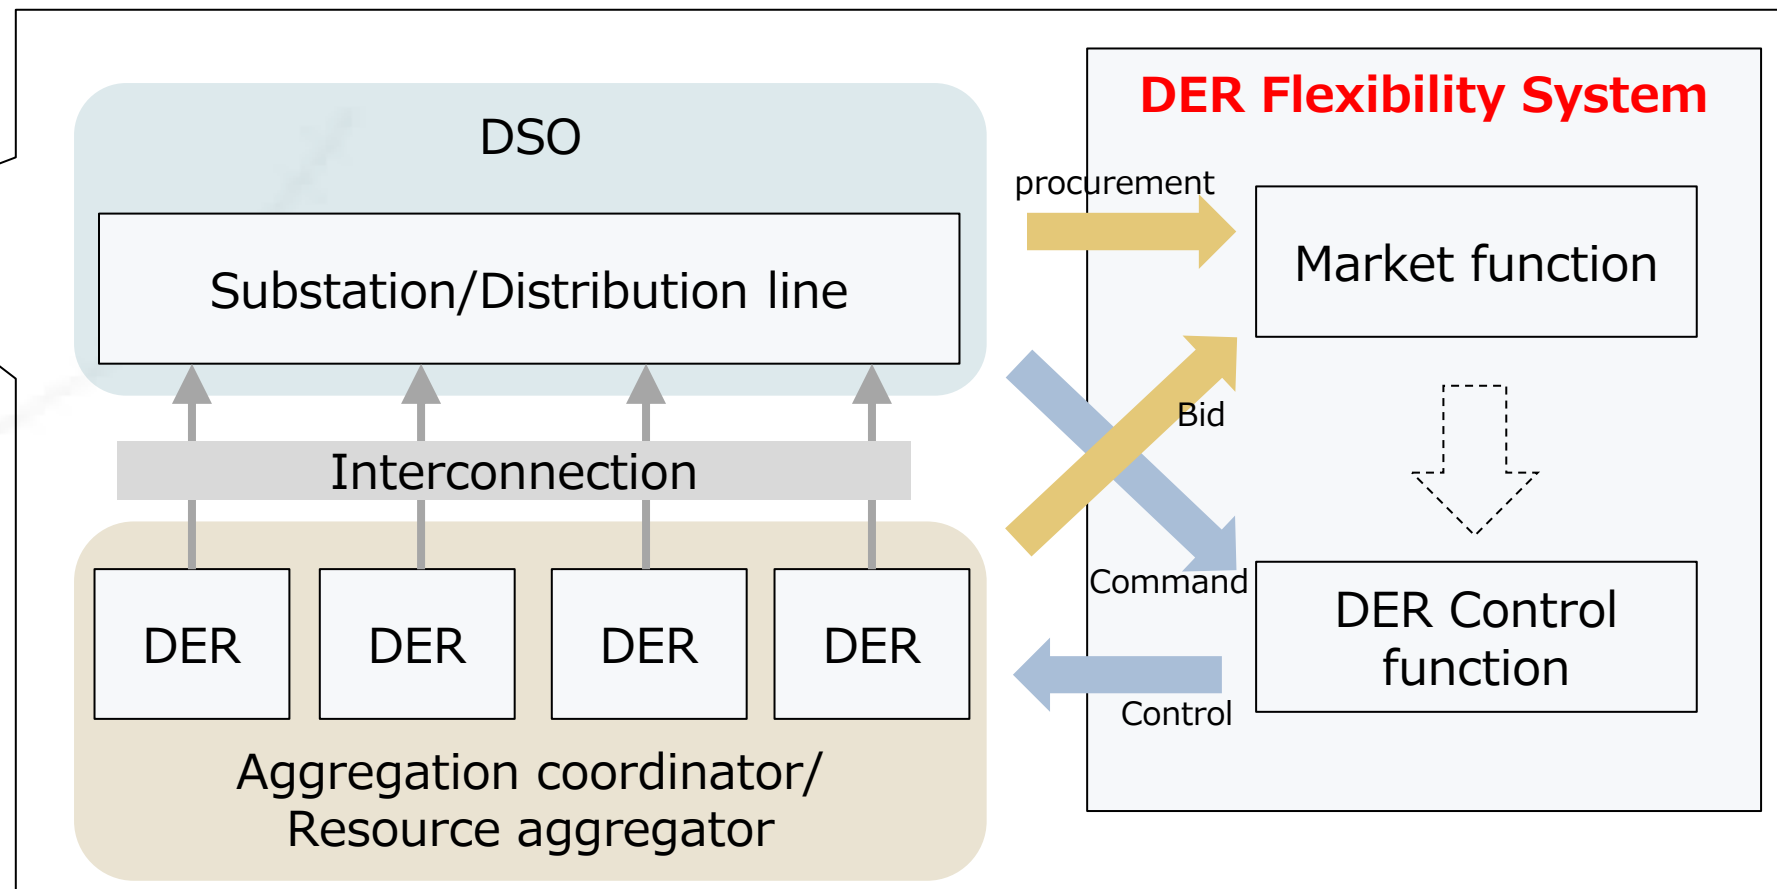 DSO
Substation/Distribution line
Interconnection
DER
DER
DER
DER
Aggregation coordinator/
Resource aggregator
procurement
Bid
Command
Control
DER Flexibility System
Market function
DER Control
function